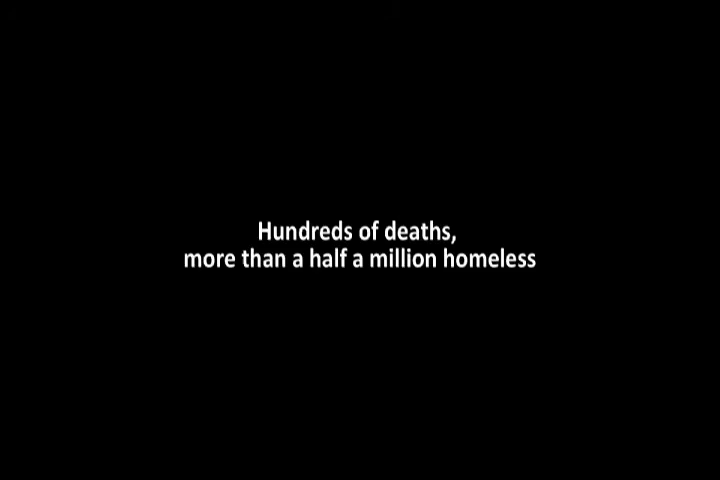 Hundreds of deaths,
more than a half a million homeless